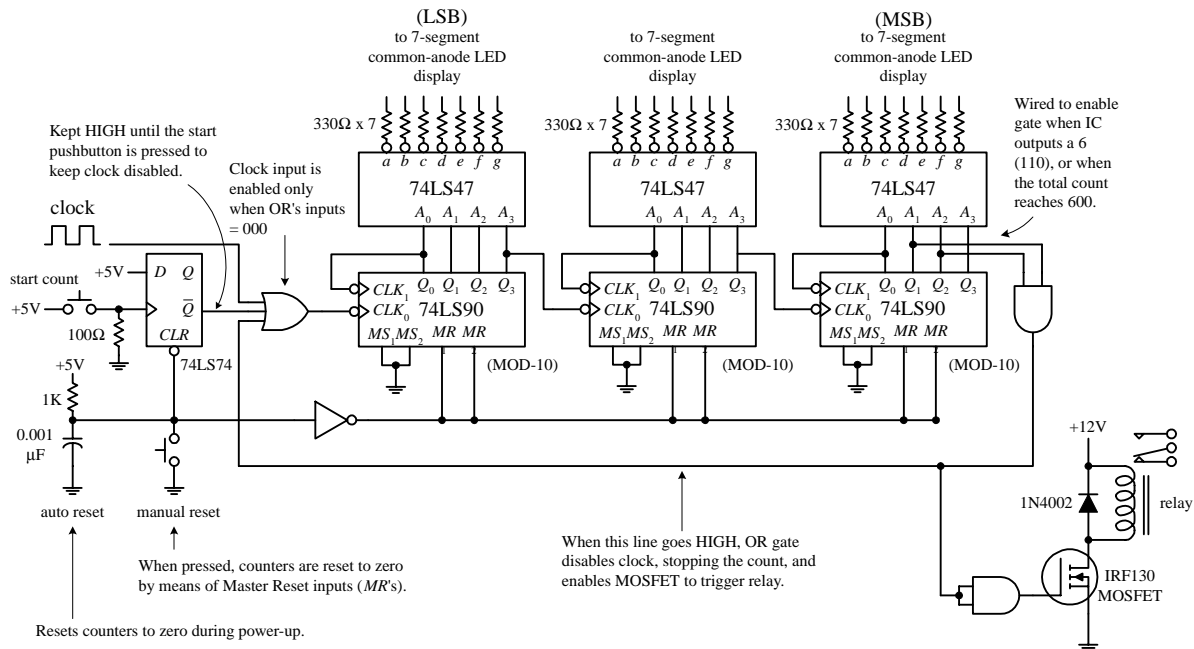 (LSB)
to 7-segment
common-anode LED
display
to 7-segment
common-anode LED
display
(MSB)
to 7-segment
common-anode LED
display
330Ω x 7
330Ω x 7
330Ω x 7
a b c d e f g
a b c d e f g
a b c d e f g
74LS47
74LS47
74LS47
A0 A1 A2 A3
A0 A1 A2 A3
A0 A1 A2 A3
Wired to enable
gate when IC
outputs a 6
(110), or when
the total count
reaches 600.
Kept HIGH until the start
pushbutton is pressed to
keep clock disabled.
Clock input is
enabled only
when OR's inputs
= 000
clock
start count
+5V
+5V
100Ω
D Q
Q
CLR
74LS74
CLK1 Q0 Q1 Q2 Q3
CLK0 74LS90
MS1 MS2 MR1 MR2
(MOD-10)
CLK1 Q0 Q1 Q2 Q3
CLK0 74LS90
MS1 MS2 MR1 MR2
(MOD-10)
CLK1 Q0 Q1 Q2 Q3
CLK0 74LS90
MS1 MS2 MR1 MR2
(MOD-10)
+5V
1K
0.001
μF
auto reset
manual reset
When pressed, counters are reset to zero
by means of Master Reset inputs (MR's).
Resets counters to zero during power-up.
When this line goes HIGH, OR gate
disables clock, stopping the count, and
enables MOSFET to trigger relay.
+12V
1N4002
relay
IRF130
MOSFET